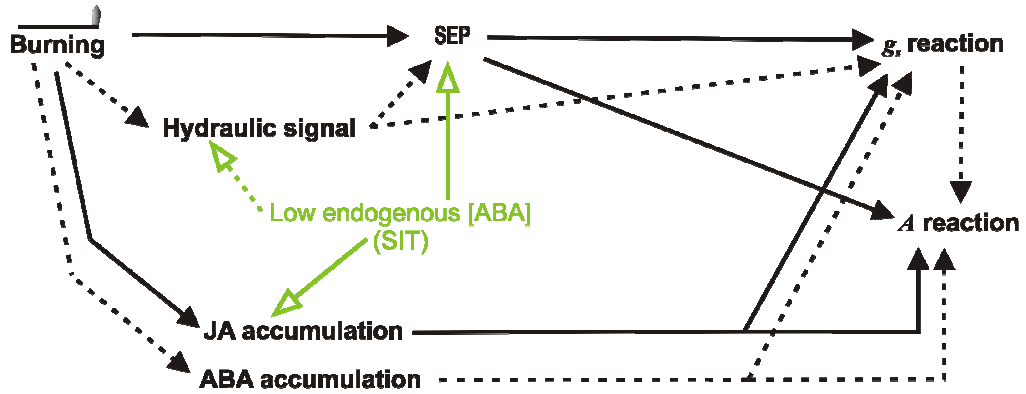 Burning
SEP
gs reaction
Hydraulic signal
Low endogenous [ABA]
(SIT)
A reaction
JA accumulation
ABA accumulation